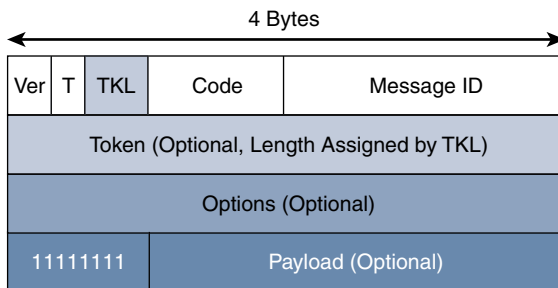 4 Bytes
Ver T TKL Code Message ID
Token (Optional, Length Assigned by TKL)
Options (Optional)
11111111 Payload (Optional)